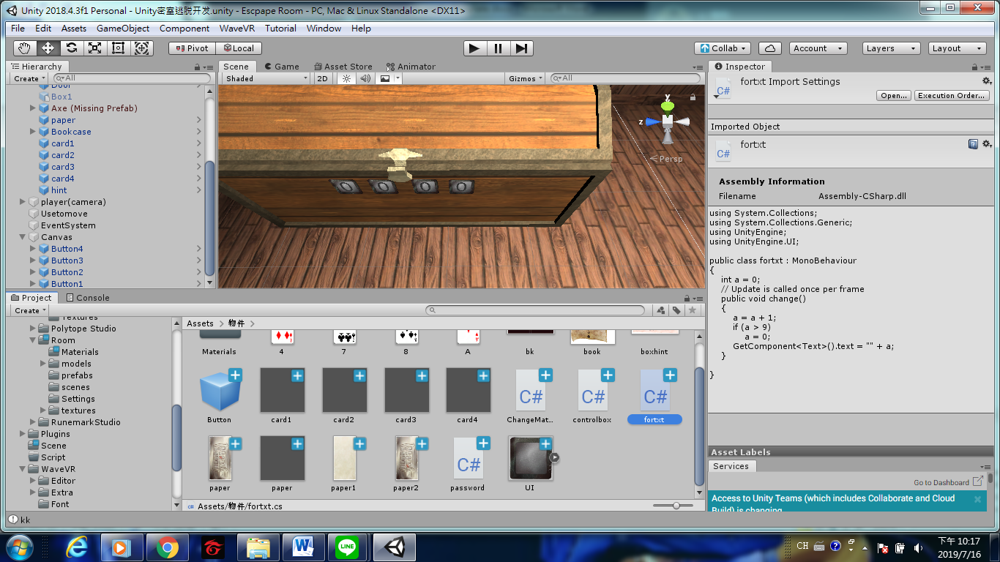 Unity 2018.4.3f1 Personal - Unity密室逃脱开发.unity - Escpape Room - PC, Mac & Linux Standalone <DX11>
File Edit Assets GameObject Component WaveVR Tutorial Window Help
Pivot Local Collab Account Layers Layout
Hierarchy
Create All
Door
Box1
Axe (Missing Prefab)
paper
Bookcase
card1
card2
card3
card4
hint
player(camera)
Usetomove
EventSystem
Canvas
Button4
Button3
Button2
Button1
Scene Game Asset Store Animator
Shaded 2D Gizmos All
y
z
Persp
0 0 0 0
Inspector
fortxt Import Settings
C#
Open... Execution Order...
Imported Object
fortxt
C#
Assembly Information
Filename Assembly-CSharp.dll
using System.Collections;
using System.Collections.Generic;
using UnityEngine;
using UnityEngine.UI;
public class fortxt : MonoBehaviour
{
int a = 0;
// Update is called once per frame
public void change()
{
a = a + 1;
if (a > 9)
a = 0;
GetComponent<Text>().text = "" + a;
}
}
Asset Labels
Services
Go to Dashboard
Access to Unity Teams (which includes Collaborate and Cloud
Build) is changing
Project Console
Create
Textures
Polytope Studio
Room
Materials
models
prefabs
scenes
Settings
textures
RunemarkStudio
Plugins
Scene
Script
WaveVR
Editor
Extra
Font
Assets > 物件 >
Materials 4 7 8 A bk book boxhint
C# C# C#
Button card1 card2 card3 card4 ChangeMat... controlbox fortxt
C#
paper paper paper1 paper2 password UI
Assets/物件/fortxt.cs
kk
W LINE
CH
下午 10:17
2019/7/16